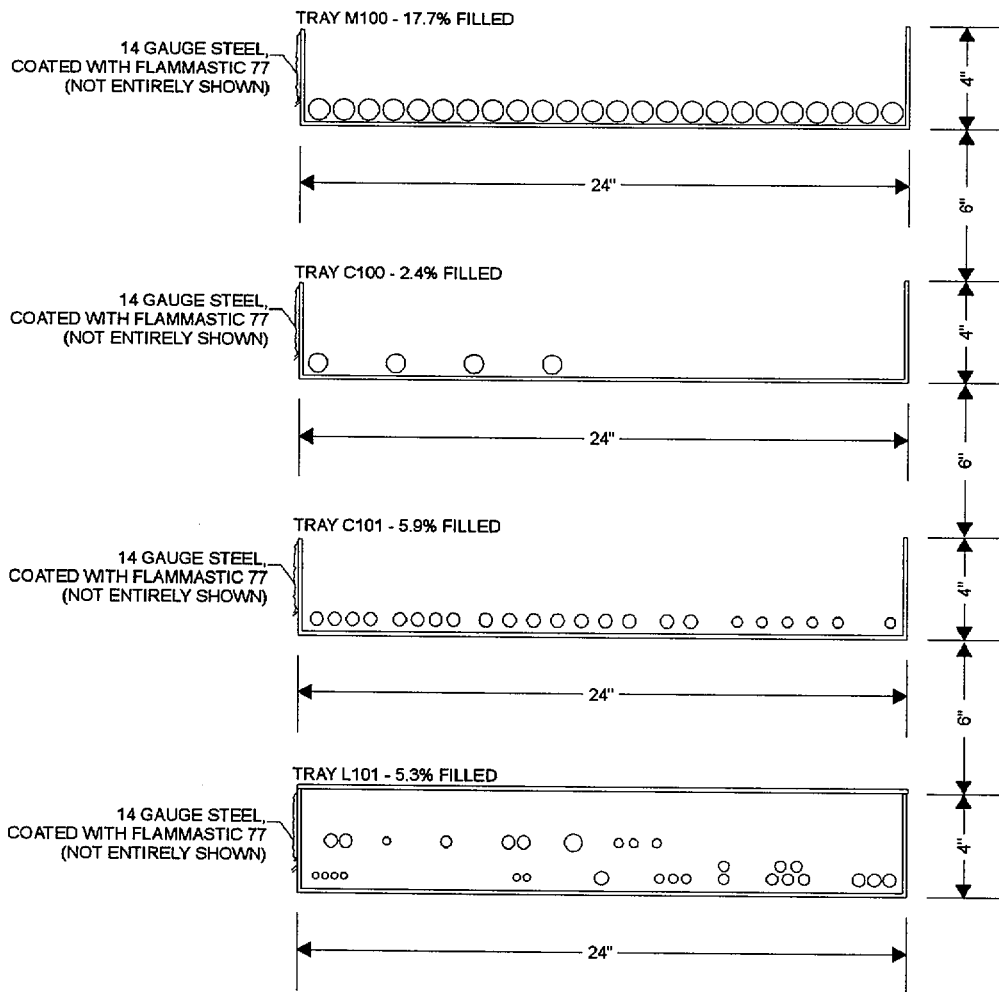 TRAY M100 - 17.7% FILLED
14 GAUGE STEEL,
COATED WITH FLAMMASTIC 77
(NOT ENTIRELY SHOWN)
4"
24"
6"
TRAY C100 - 2.4% FILLED
14 GAUGE STEEL,
COATED WITH FLAMMASTIC 77
(NOT ENTIRELY SHOWN)
4"
24"
6"
TRAY C101 - 5.9% FILLED
14 GAUGE STEEL,
COATED WITH FLAMMASTIC 77
(NOT ENTIRELY SHOWN)
4"
24"
6"
TRAY L101 - 5.3% FILLED
14 GAUGE STEEL,
COATED WITH FLAMMASTIC 77
(NOT ENTIRELY SHOWN)
4"
24"